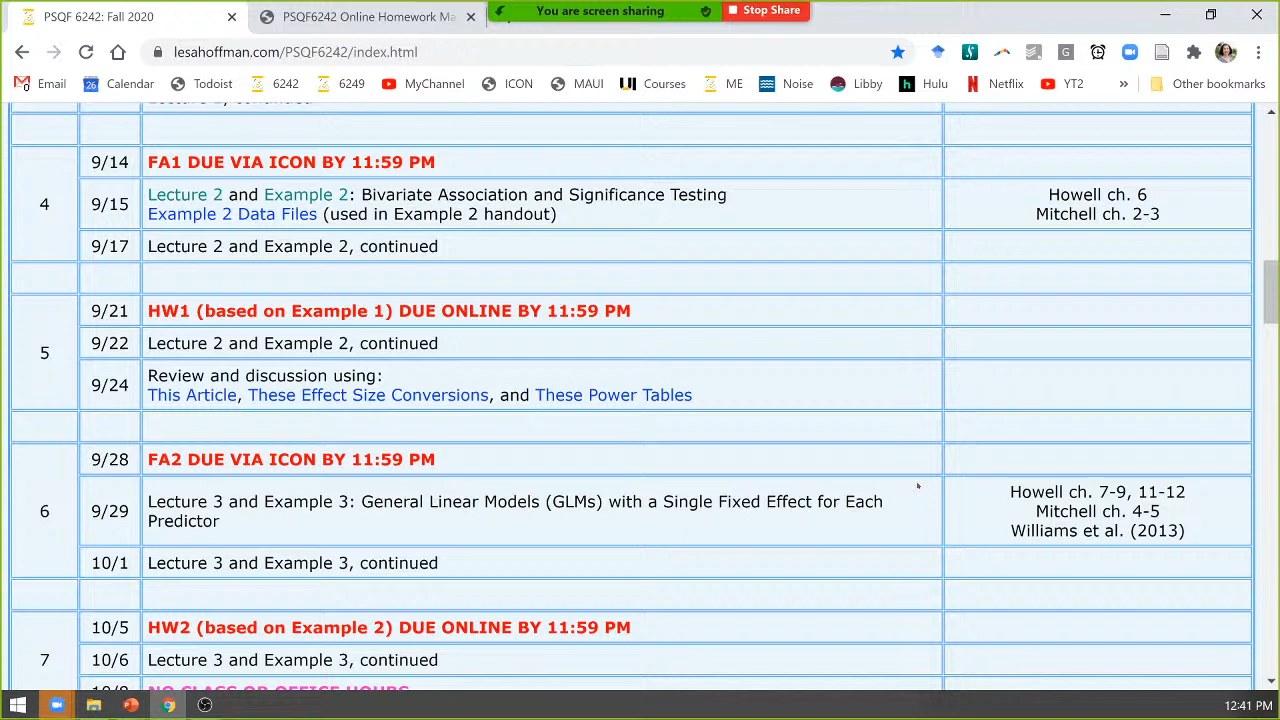 PSQF 6242: Fall 2020
PSQF6242 Online Homework Ma
You are screen sharing
Stop Share
lesahoffman.com/PSQF6242/index.html
Email
Calendar
Todoist
6242
6249
MyChannel
ICON
MAUI
Courses
ME
Noise
Libby
Hulu
Netflix
YT2
»
Other bookmarks
4
9/14
FA1 DUE VIA ICON BY 11:59 PM
9/15
Lecture 2 and Example 2: Bivariate Association and Significance Testing
Example 2 Data Files (used in Example 2 handout)
Howell ch. 6
Mitchell ch. 2-3
9/17
Lecture 2 and Example 2, continued
5
9/21
HW1 (based on Example 1) DUE ONLINE BY 11:59 PM
9/22
Lecture 2 and Example 2, continued
9/24
Review and discussion using:
This Article, These Effect Size Conversions, and These Power Tables
6
9/28
FA2 DUE VIA ICON BY 11:59 PM
9/29
Lecture 3 and Example 3: General Linear Models (GLMs) with a Single Fixed Effect for Each
Predictor
Howell ch. 7-9, 11-12
Mitchell ch. 4-5
Williams et al. (2013)
10/1
Lecture 3 and Example 3, continued
7
10/5
HW2 (based on Example 2) DUE ONLINE BY 11:59 PM
10/6
Lecture 3 and Example 3, continued
NO CLASS OR OFFICE HOURS
12:41 PM